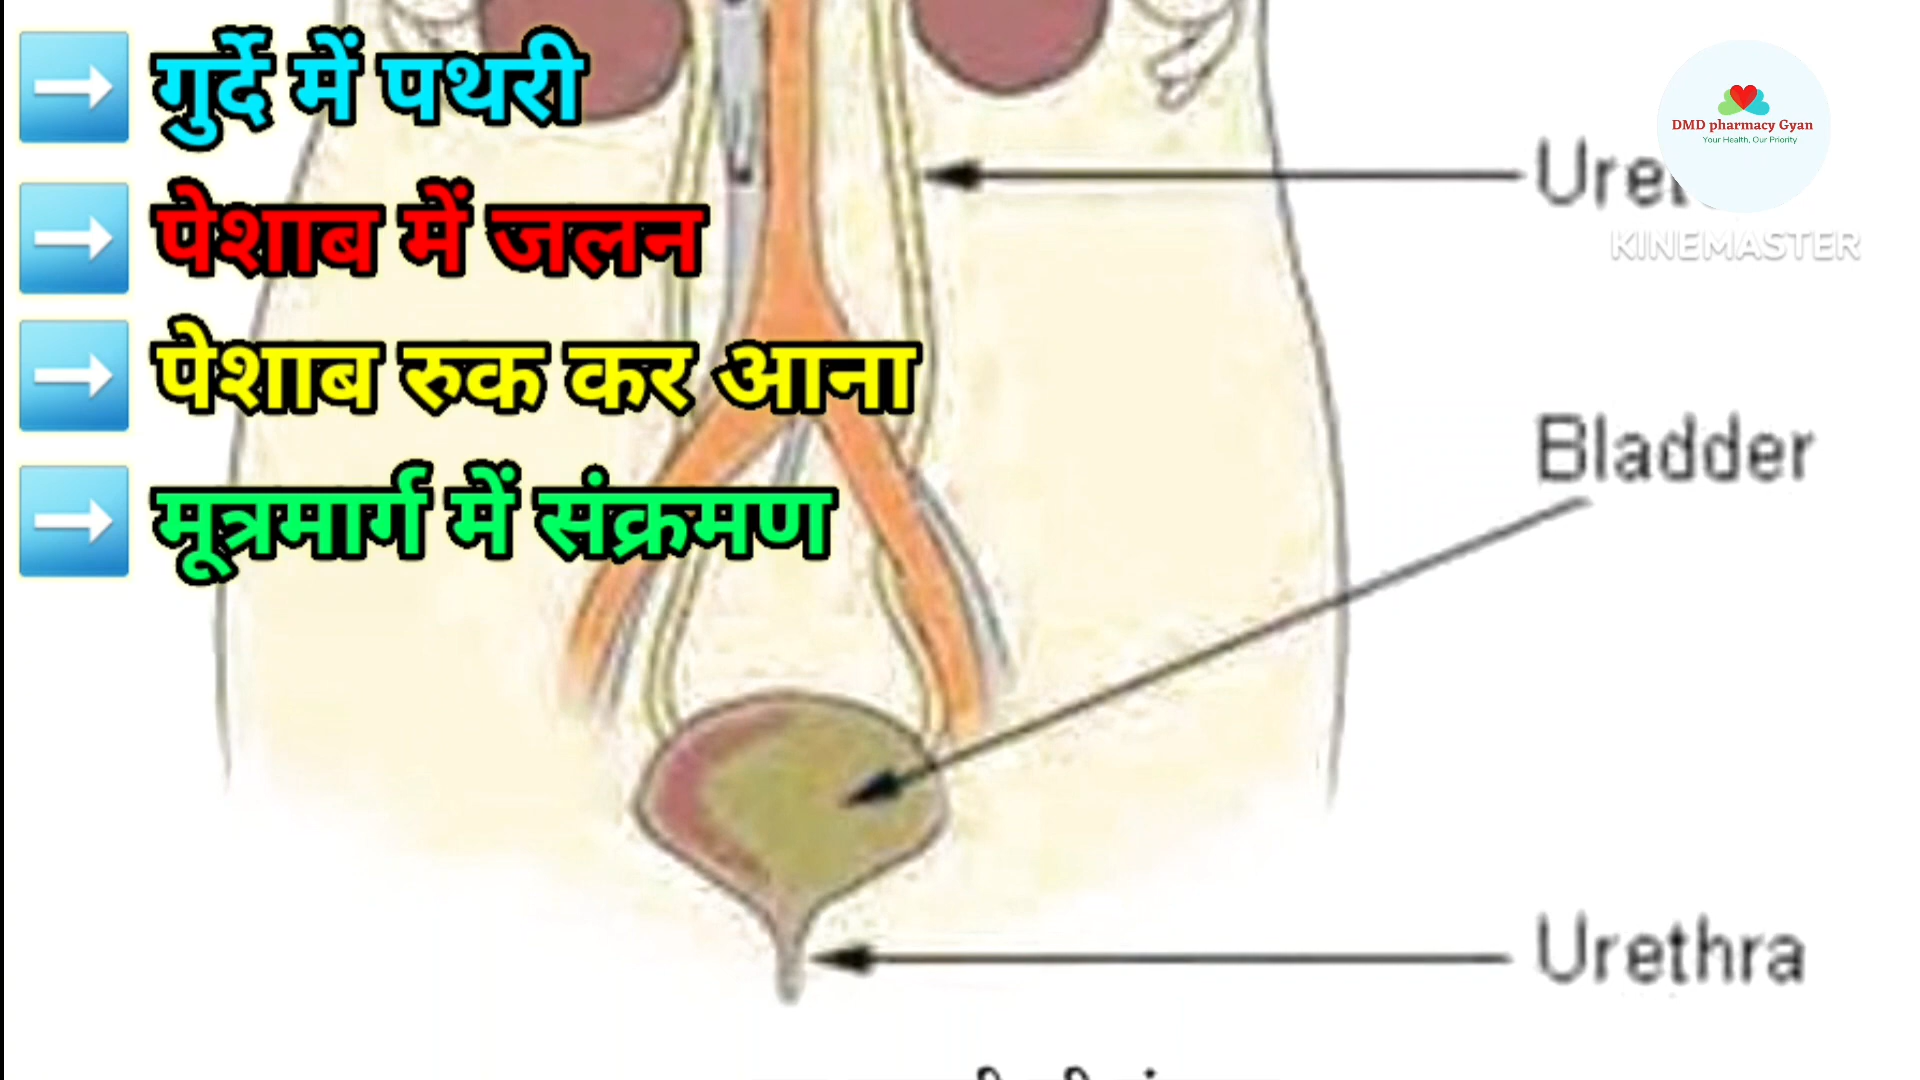 गुर्दे में पथरी
DMD pharmacy Gyan
Your Health, Our Priority
पेशाब में जलन
KINEMASTER
पेशाब रुक कर आना
Bladder
मूत्रमार्ग में संक्रमण
Urethra